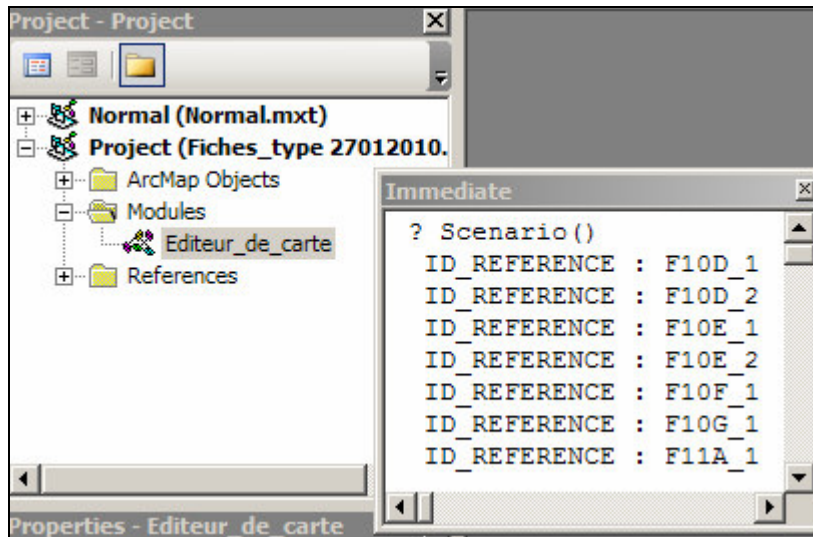 Project - Project
Normal (Normal.mxt)
Project (Fiches_type 27012010.
ArcMap Objects
Modules
Editeur_de_carte
References
Immediate
? Scenario()
ID_REFERENCE : F10D_1
ID_REFERENCE : F10D_2
ID_REFERENCE : F10E_1
ID_REFERENCE : F10E_2
ID_REFERENCE : F10F_1
ID_REFERENCE : F10G_1
ID_REFERENCE : F11A_1
Properties - Editeur_de_carte